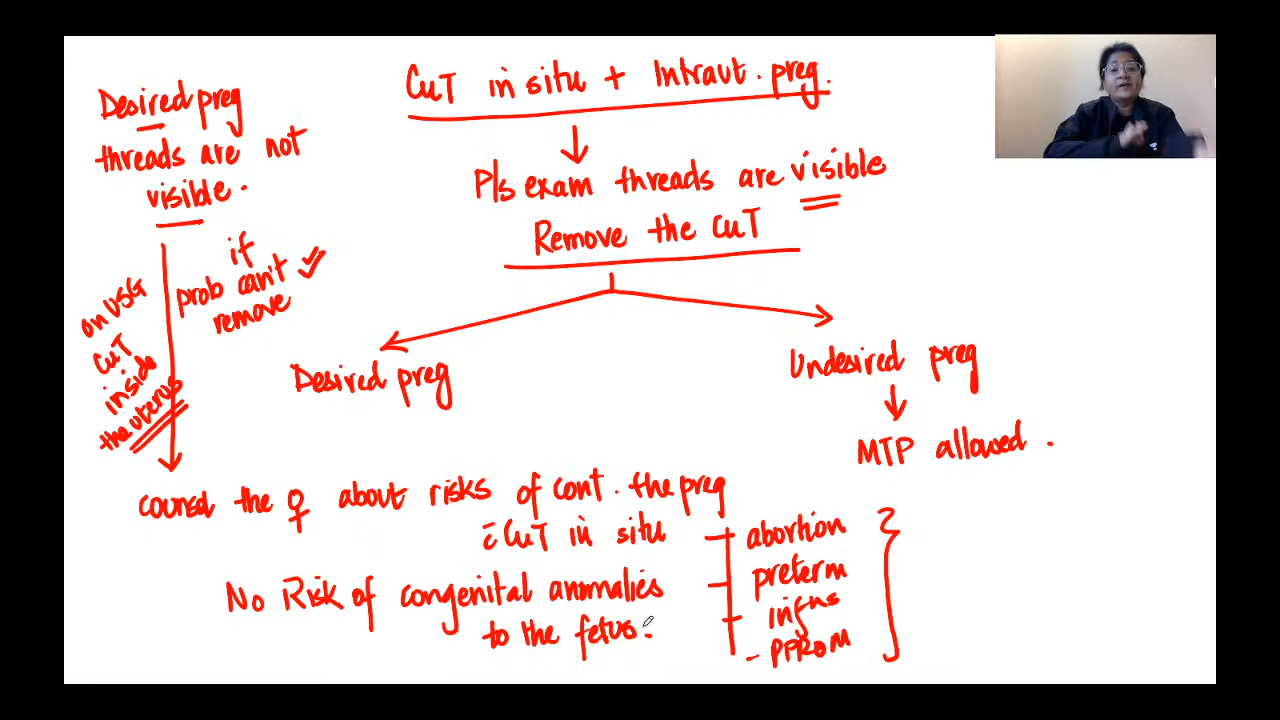 CuT in situ + Intraut. preg.
P/s exam threads are visible
Remove the CuT
Desired preg
Undesired preg
MTP allowed.
Desired preg
threads are not
visible.
if
prob can't
remove
on USG
CuT
inside
the uterus
counsel the ♀ about risks of cont. the preg
c̄ CuT in situ
- abortion
- preterm
- infxns
- PPROM
No Risk of congenital anomalies
to the fetus.